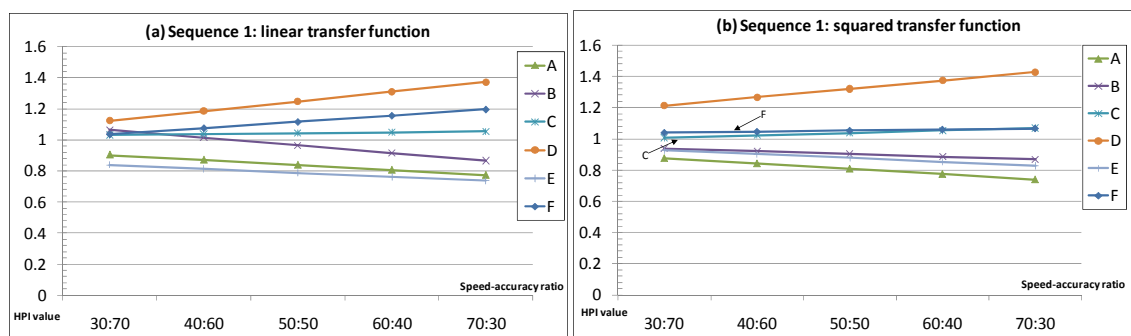 (a) Sequence 1: linear transfer function
1.6
1.4
1.2
1
0.8
0.6
0.4
0.2
0
A
B
C
D
E
F
Speed-accuracy ratio
HPI value
30:70 40:60 50:50 60:40 70:30
(b) Sequence 1: squared transfer function
1.6
1.4
1.2
1
0.8
0.6
0.4
0.2
0
F
C
A
B
C
D
E
F
Speed-accuracy ratio
HPI value
30:70 40:60 50:50 60:40 70:30